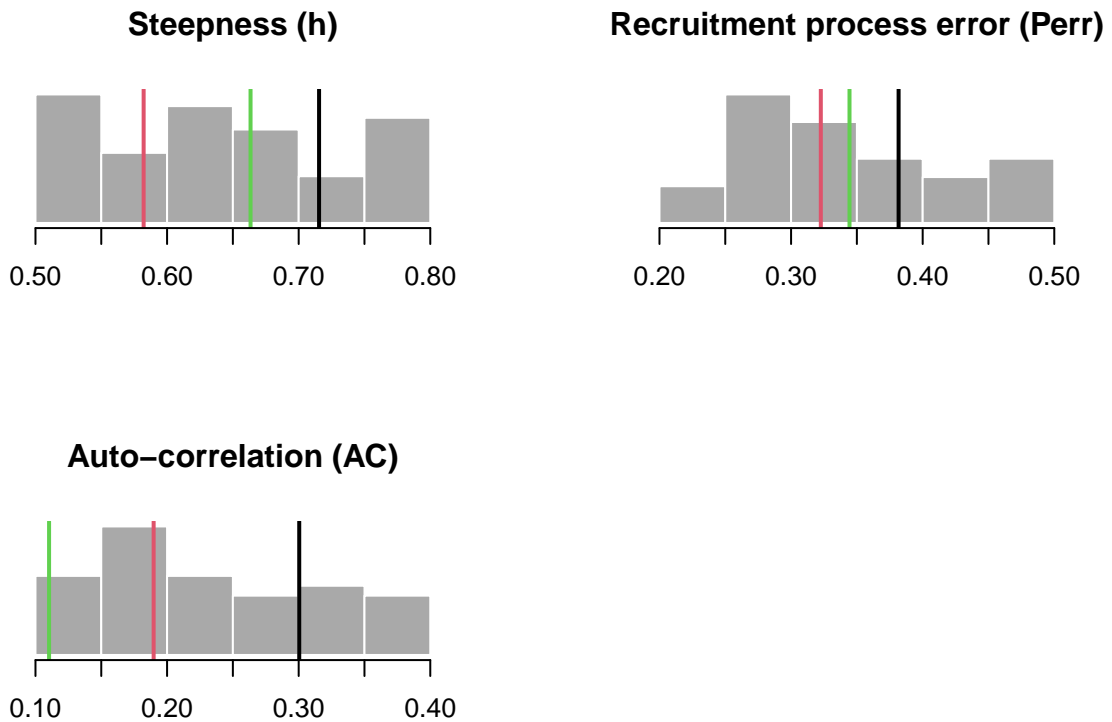 Steepness (h)
0.50 0.60 0.70 0.80
Recruitment process error (Perr)
0.20 0.30 0.40 0.50
Auto−correlation (AC)
0.10 0.20 0.30 0.40